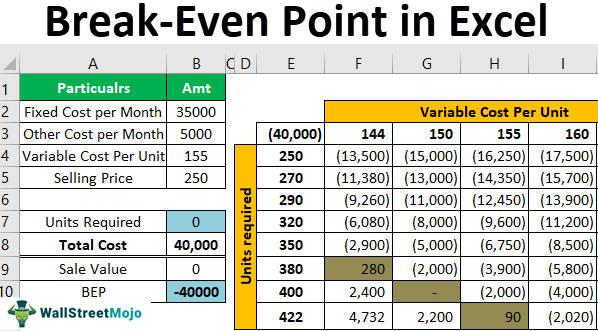 Break-Even Point in Excel
A B C D E F G H I
1 Particualrs Amt
2 Fixed Cost per Month 35000 Variable Cost Per Unit
3 Other Cost per Month 5000 (40,000) 144 150 155 160
4 Variable Cost Per Unit 155 250 (13,500) (15,000) (16,250) (17,500)
5 Selling Price 250 270 (11,380) (13,000) (14,350) (15,700)
6 290 (9,260) (11,000) (12,450) (13,900)
7 Units Required 0 320 (6,080) (8,000) (9,600) (11,200)
8 Total Cost 40,000 350 (2,900) (5,000) (6,750) (8,500)
9 Sale Value 0 380 280 (2,000) (3,900) (5,800)
10 BEP -40000 400 2,400 - (2,000) (4,000)
422 4,732 2,200 90 (2,020)
Units required
WallStreetMojo